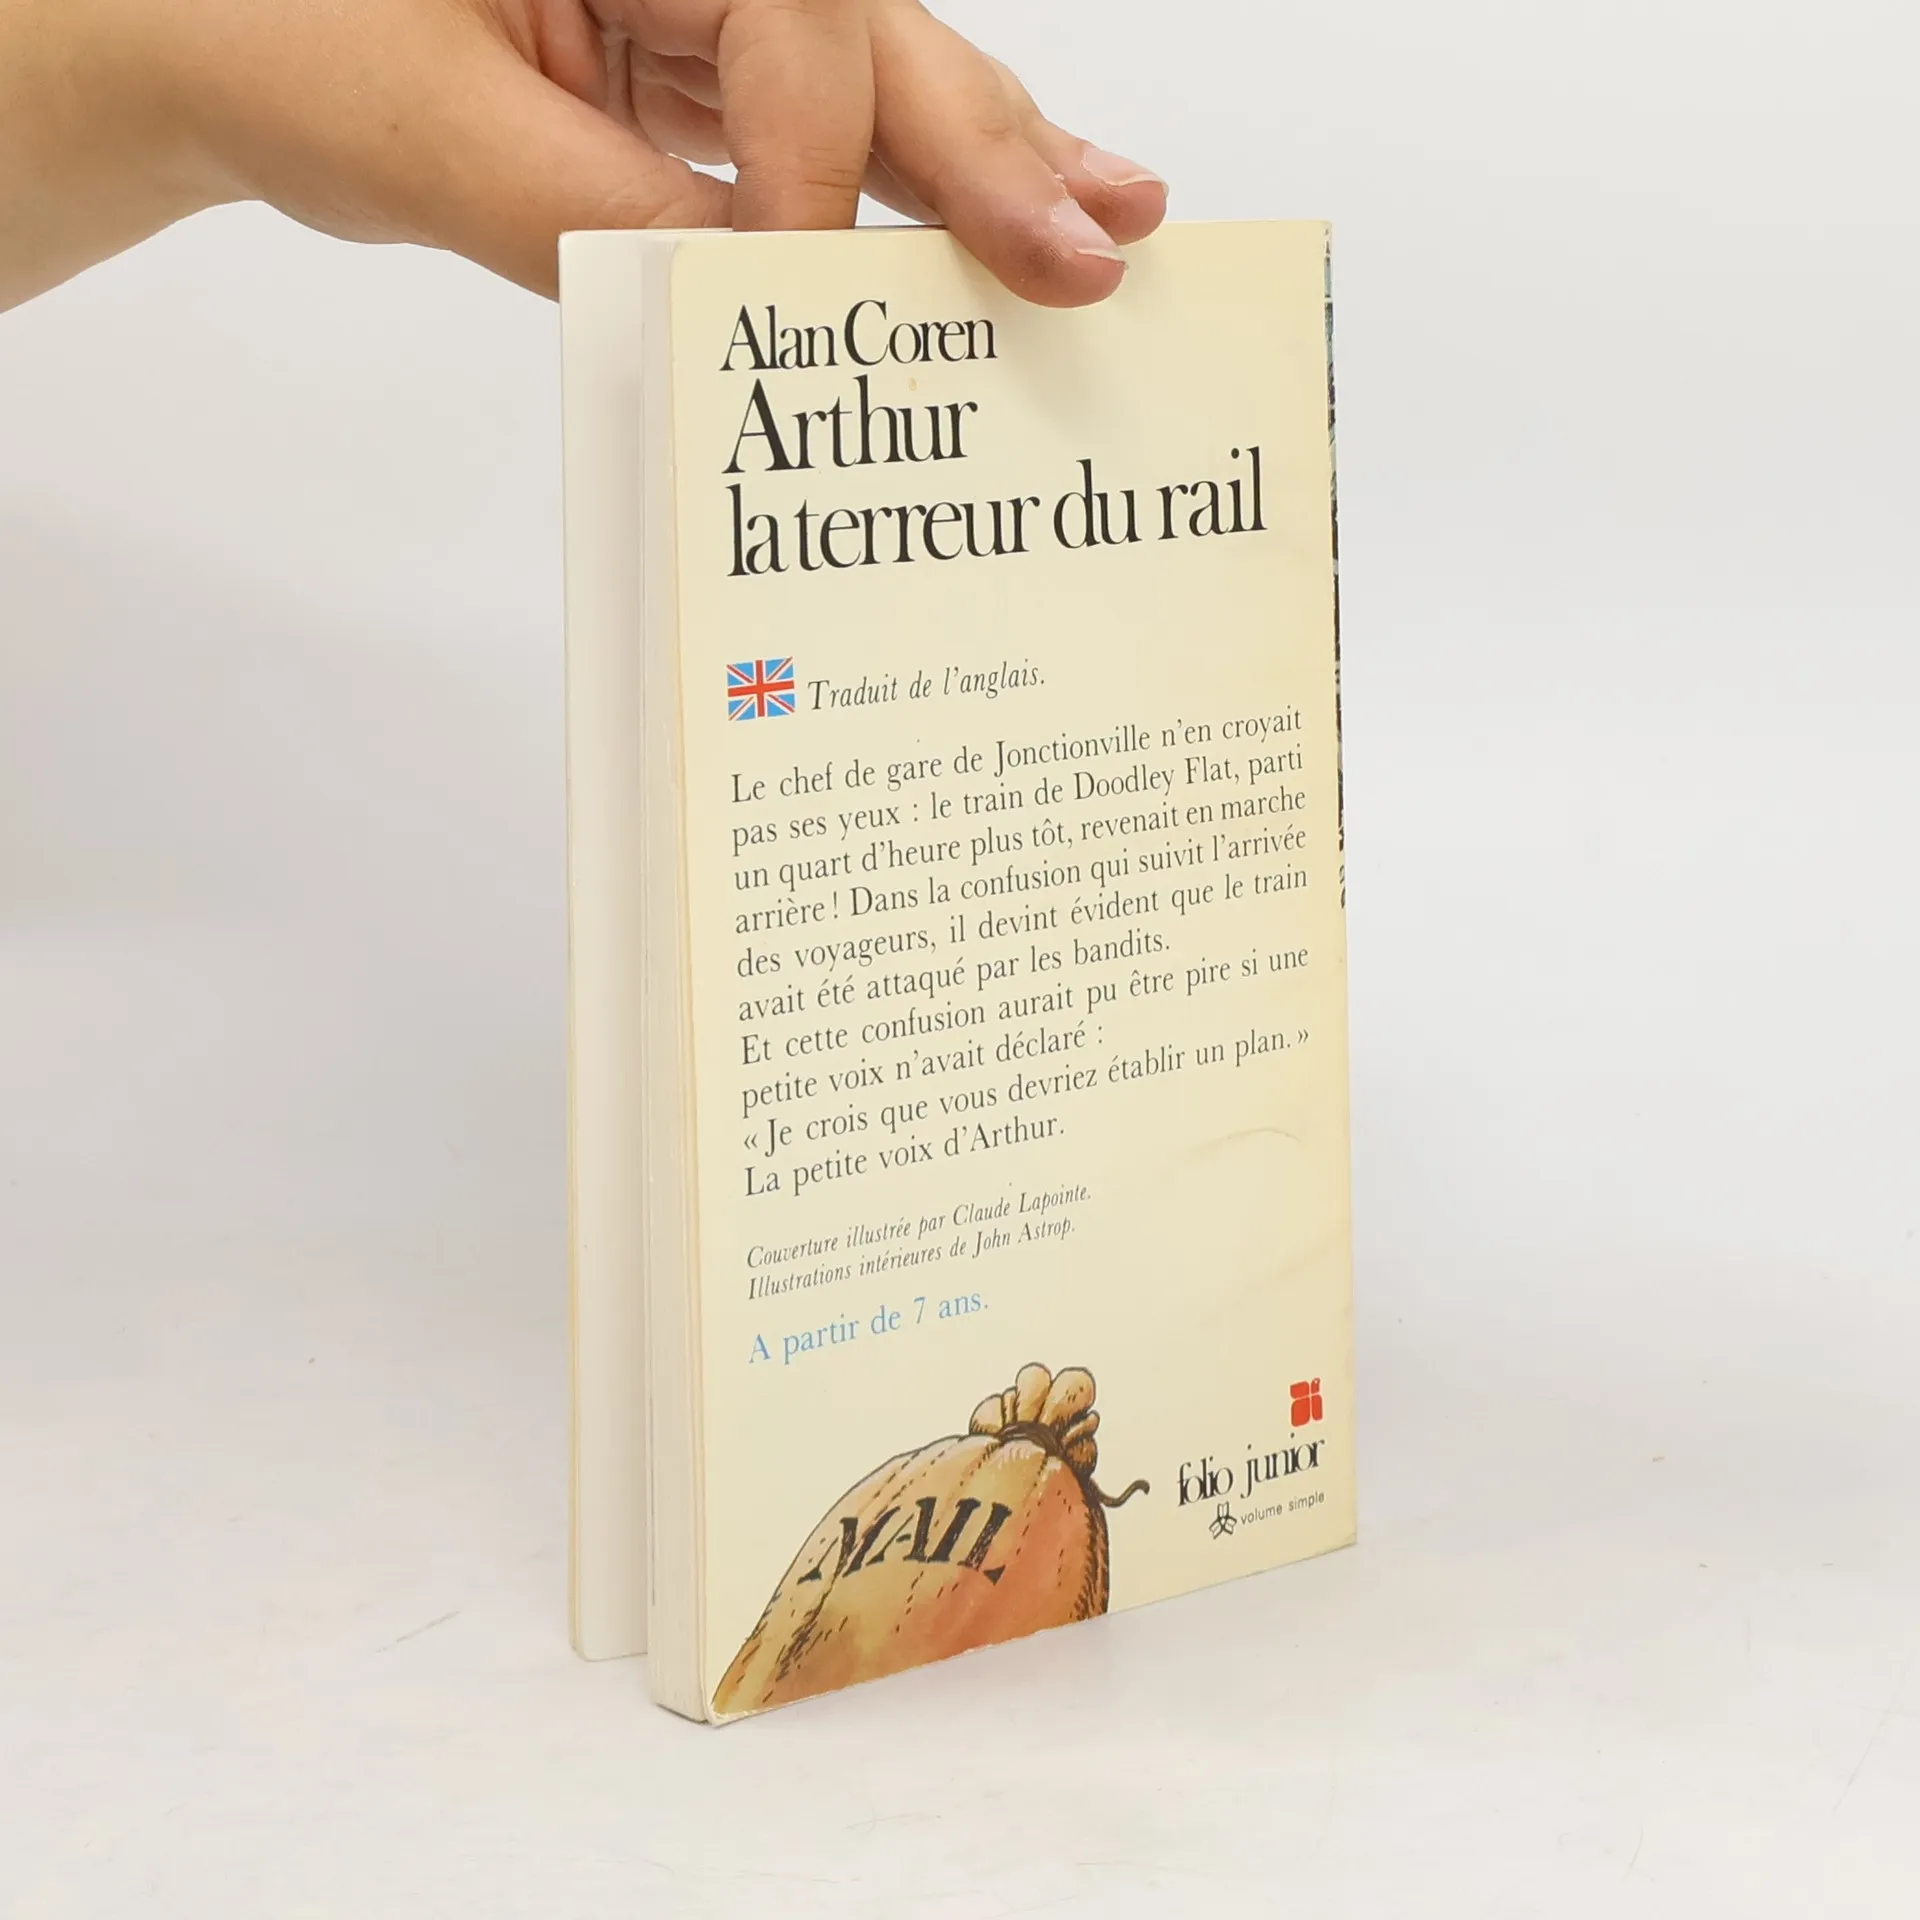 Alan Coren
Arthur
la terreur du rail
Traduit de l'anglais.
Le chef de gare de Jonctionville n'en croyait
pas ses yeux : le train de Doodley Flat, parti
un quart d'heure plus tôt, revenait en marche
arrière ! Dans la confusion qui suivit l'arrivée
des voyageurs, il devint évident que le train
avait été attaqué par les bandits.
Et cette confusion aurait pu être pire si une
petite voix n'avait déclaré :
« Je crois que vous devriez établir un plan. »
La petite voix d'Arthur.
Couverture illustrée par Claude Lapointe.
Illustrations intérieures de John Astrop.
A partir de 7 ans.
MAIL
folio junior
volume simple